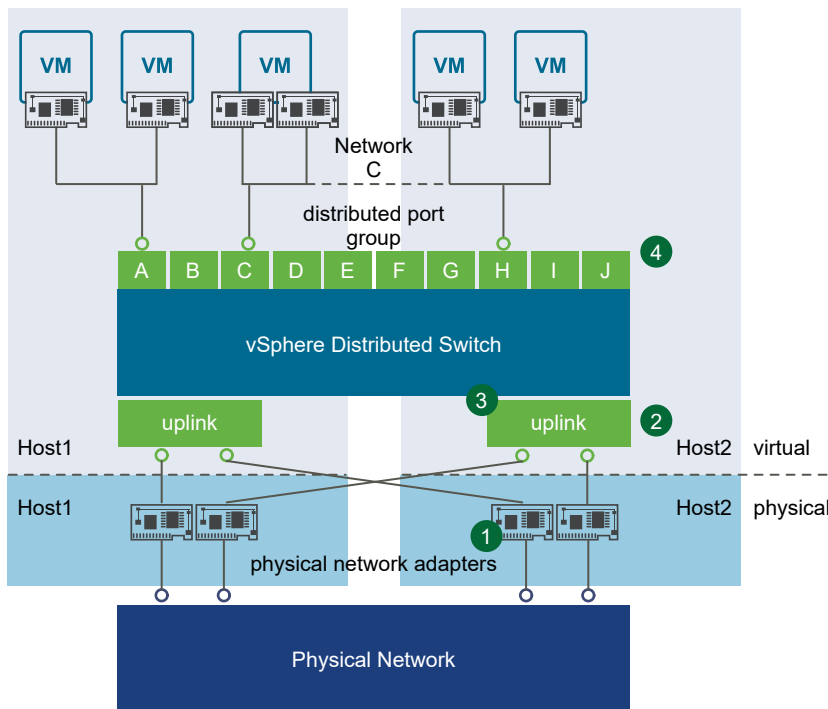 VM
VM
VM
VM
VM
Network
C
distributed port
group
A B C D E F G H I J
4
vSphere Distributed Switch
3
uplink
uplink
2
Host1
Host2 virtual
Host1
Host2 physical
1
physical network adapters
Physical Network